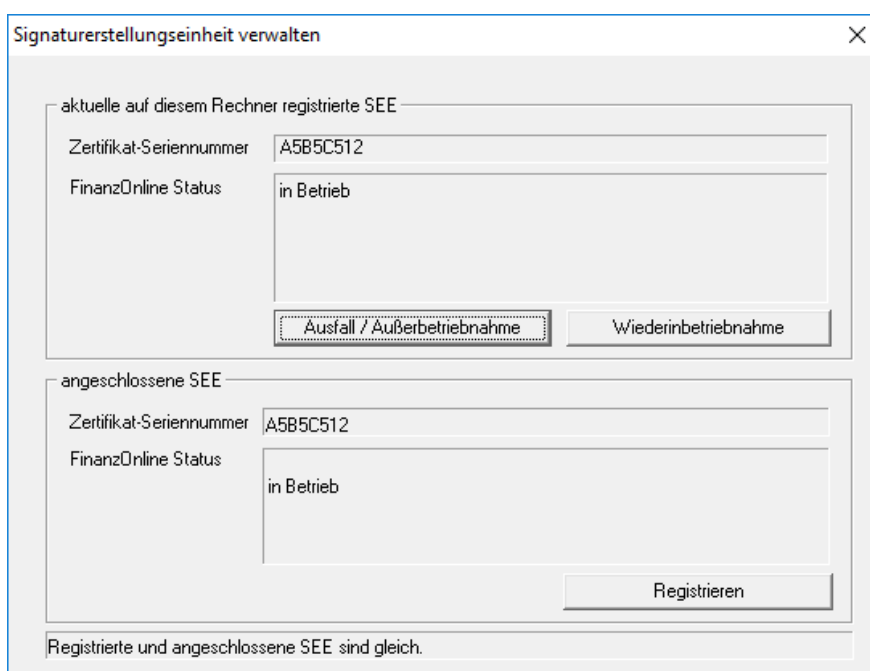 Signaturerstellungseinheit verwalten
aktuelle auf diesem Rechner registrierte SEE
Zertifikat-Seriennummer A5B5C512
FinanzOnline Status in Betrieb
Ausfall / Außerbetriebnahme Wiederinbetriebnahme
angeschlossene SEE
Zertifikat-Seriennummer A5B5C512
FinanzOnline Status
in Betrieb
Registrieren
Registrierte und angeschlossene SEE sind gleich.